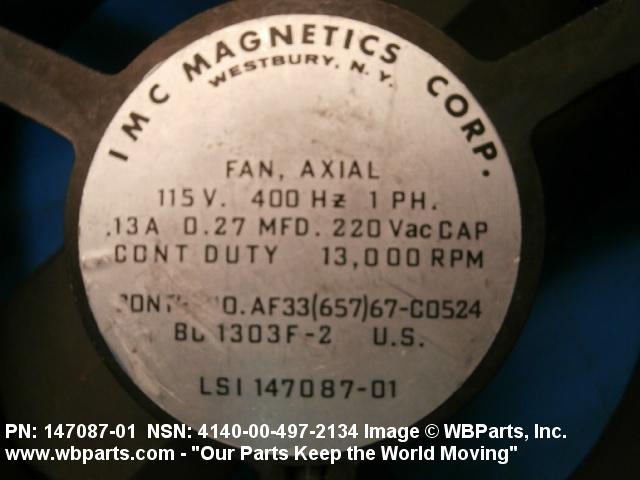 IMC MAGNETICS CORP.
WESTBURY, N.Y.
FAN, AXIAL
115 V. 400 Hz 1 PH.
.13A 0.27 MFD. 220 Vac CAP
CONT DUTY 13,000 RPM
AF33(657)67-C0524
1303F-2 U.S.
LSI 147087-01
PN: 147087-01 NSN: 4140-00-497-2134 Image © WBParts, Inc.
www.wbparts.com - "Our Parts Keep the World Moving"